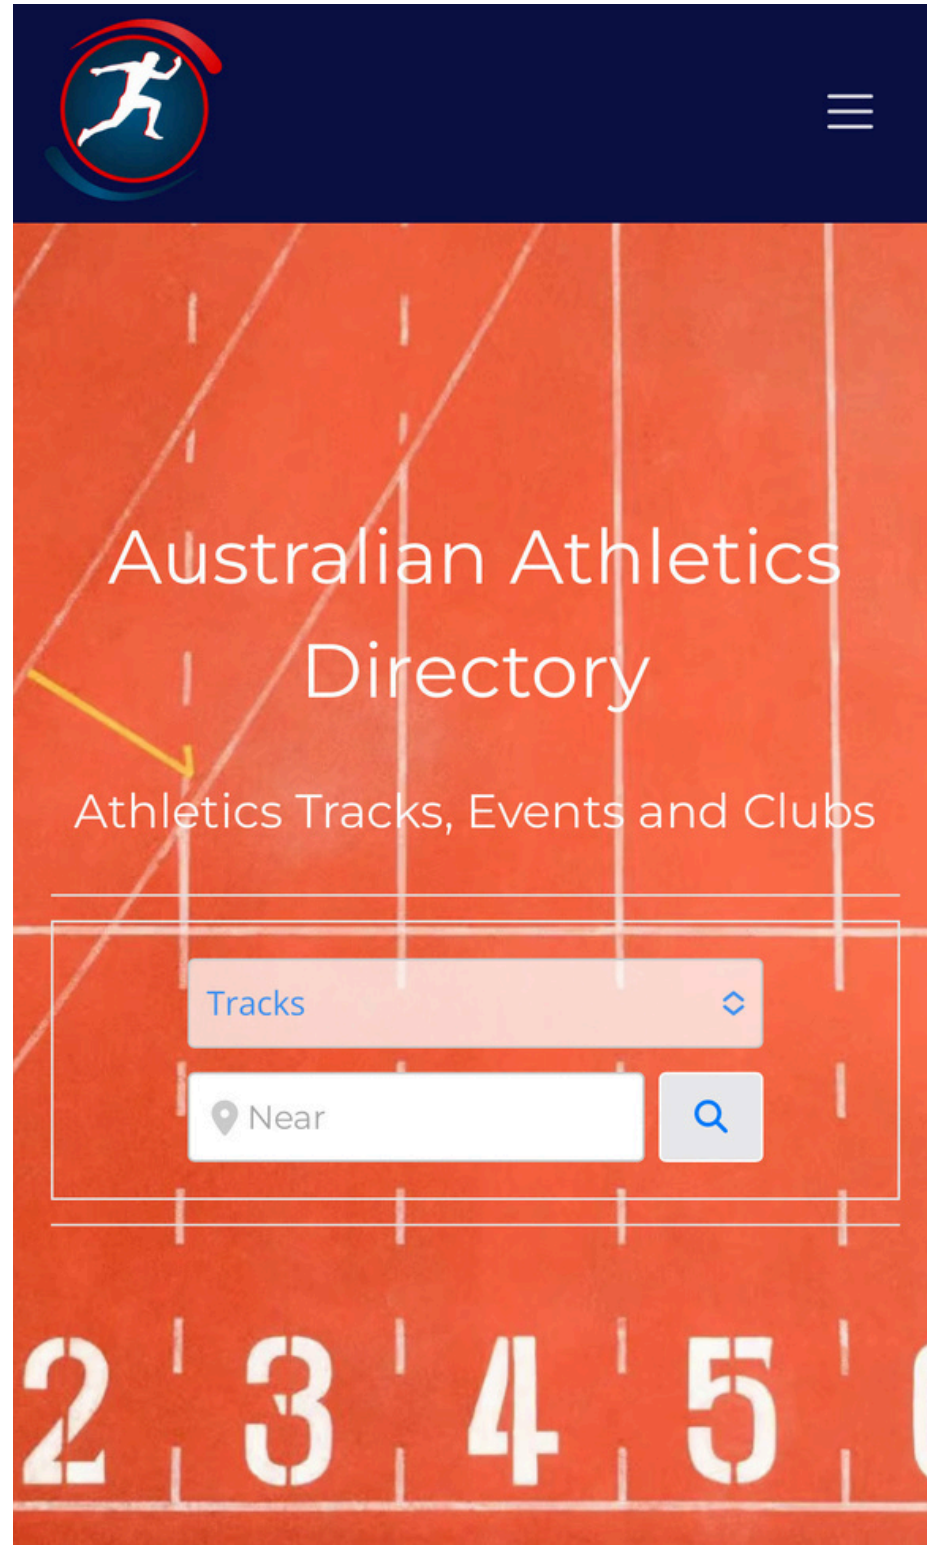 Australian Athletics
Directory
Athletics Tracks, Events and Clubs
Tracks
Near
2 3 4 5